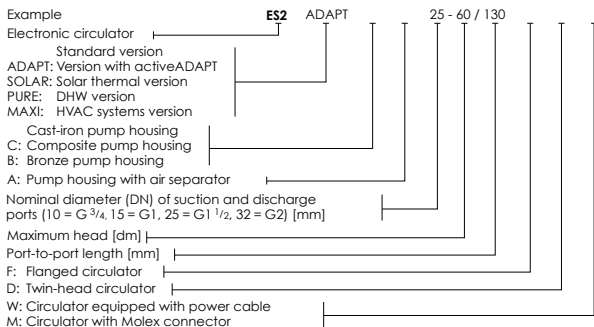 Example ES2 ADAPT 25 - 60 / 130
Electronic circulator
Standard version
ADAPT: Version with activeADAPT
SOLAR: Solar thermal version
PURE: DHW version
MAXI: HVAC systems version
Cast-iron pump housing
C: Composite pump housing
B: Bronze pump housing
A: Pump housing with air separator
Nominal diameter (DN) of suction and discharge
ports (10 = G 3/4, 15 = G1, 25 = G1 1/2, 32 = G2) [mm]
Maximum head [dm]
Port-to-port length [mm]
F: Flanged circulator
D: Twin-head circulator
W: Circulator equipped with power cable
M: Circulator with Molex connector